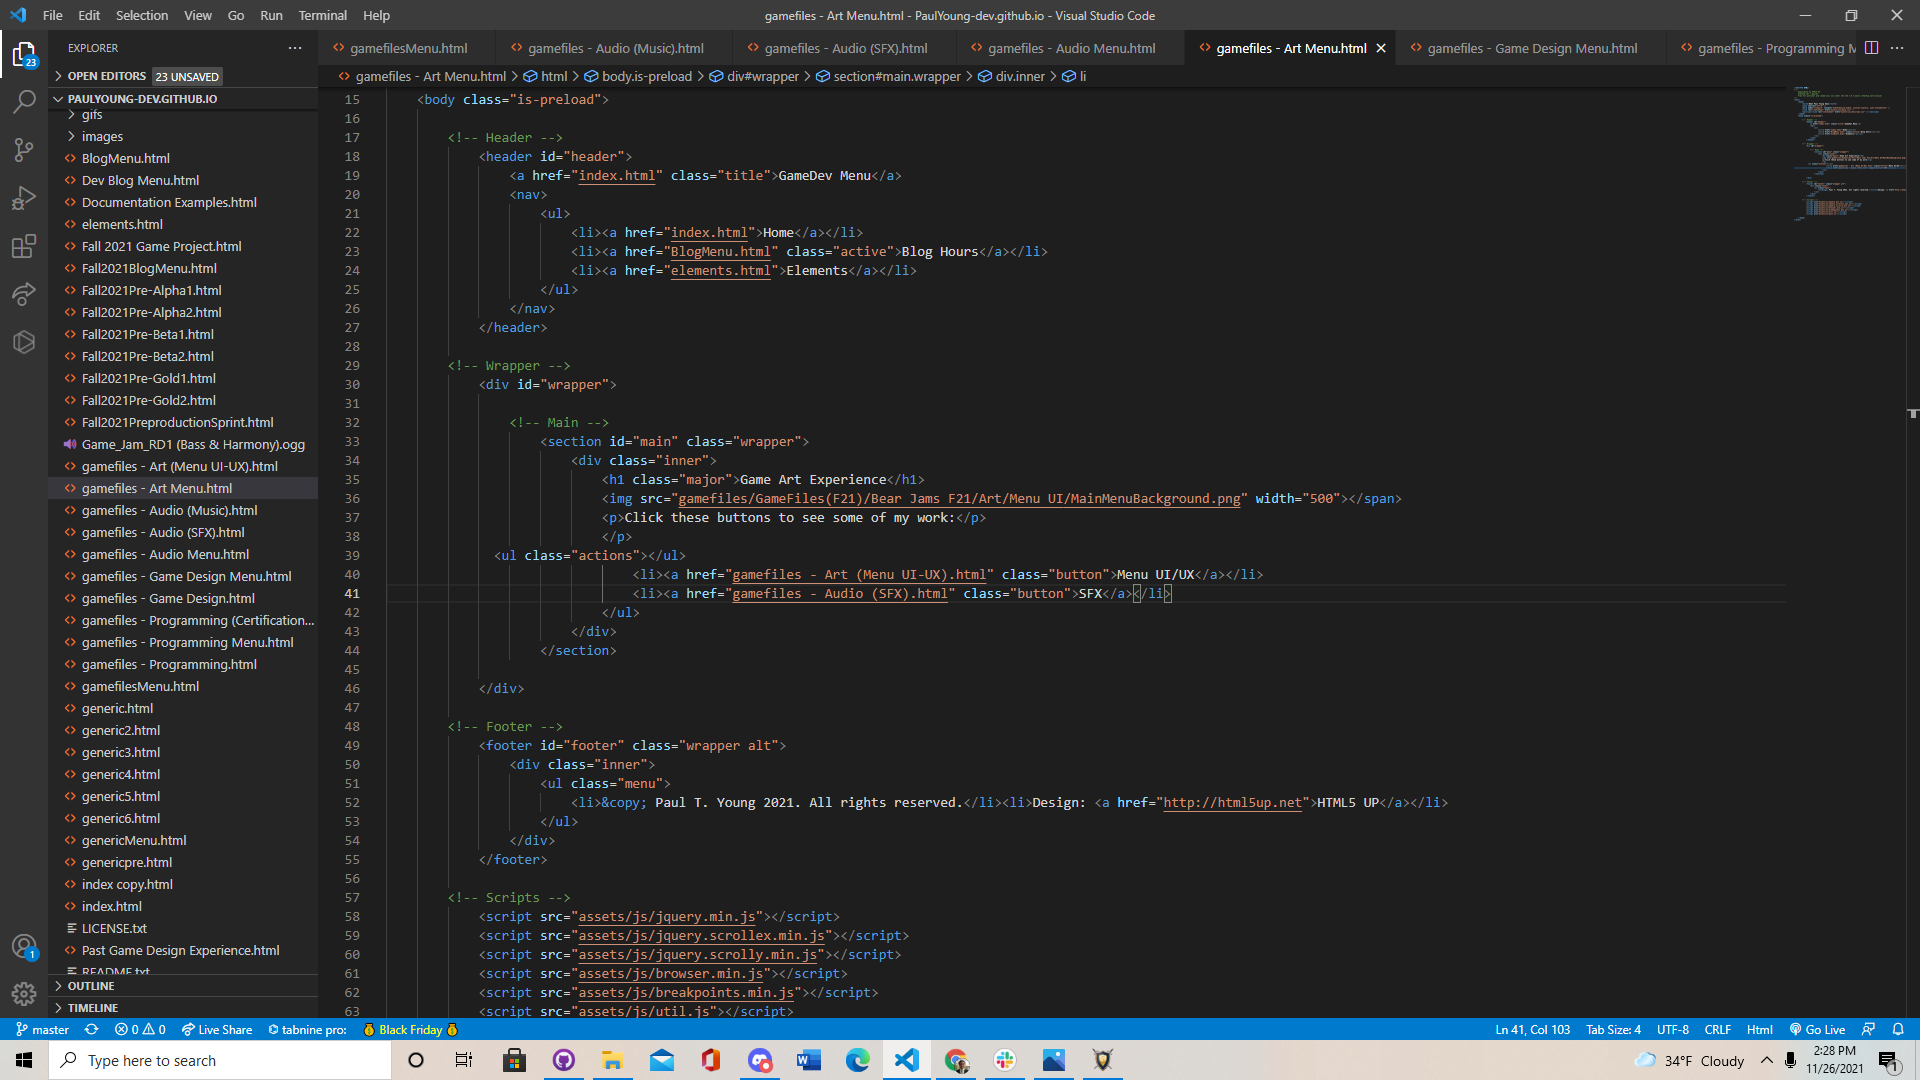 File Edit Selection View Go Run Terminal Help
gamefiles - Art Menu.html - PaulYoung-dev.github.io - Visual Studio Code
EXPLORER
gamefilesMenu.html
gamefiles - Audio (Music).html
gamefiles - Audio (SFX).html
gamefiles - Audio Menu.html
gamefiles - Art Menu.html
gamefiles - Game Design Menu.html
gamefiles - Programming M
OPEN EDITORS 23 UNSAVED
gamefiles - Art Menu.html > html > body.is-preload > div#wrapper > section#main.wrapper > div.inner > li
PAULYOUNG-DEV.GITHUB.IO
23
gifs
images
BlogMenu.html
Dev Blog Menu.html
Documentation Examples.html
elements.html
Fall 2021 Game Project.html
Fall2021BlogMenu.html
Fall2021Pre-Alpha1.html
Fall2021Pre-Alpha2.html
Fall2021Pre-Beta1.html
Fall2021Pre-Beta2.html
Fall2021Pre-Gold1.html
Fall2021Pre-Gold2.html
Fall2021PreproductionSprint.html
Game_Jam_RD1 (Bass & Harmony).ogg
gamefiles - Art (Menu UI-UX).html
gamefiles - Art Menu.html
gamefiles - Audio (Music).html
gamefiles - Audio (SFX).html
gamefiles - Audio Menu.html
gamefiles - Game Design Menu.html
gamefiles - Game Design.html
gamefiles - Programming (Certification...
gamefiles - Programming Menu.html
gamefiles - Programming.html
gamefilesMenu.html
generic.html
generic2.html
generic3.html
generic4.html
generic5.html
generic6.html
genericMenu.html
genericpre.html
index copy.html
index.html
LICENSE.txt
Past Game Design Experience.html
README.txt
OUTLINE
TIMELINE
1
15 <body class="is-preload">
16
17 <!-- Header -->
18 <header id="header">
19 <a href="index.html" class="title">GameDev Menu</a>
20 <nav>
21 <ul>
22 <li><a href="index.html">Home</a></li>
23 <li><a href="BlogMenu.html" class="active">Blog Hours</a></li>
24 <li><a href="elements.html">Elements</a></li>
25 </ul>
26 </nav>
27 </header>
28
29 <!-- Wrapper -->
30 <div id="wrapper">
31
32 <!-- Main -->
33 <section id="main" class="wrapper">
34 <div class="inner">
35 <h1 class="major">Game Art Experience</h1>
36 <img src="gamefiles/GameFiles(F21)/Bear Jams F21/Art/Menu UI/MainMenuBackground.png" width="500"></span>
37 <p>Click these buttons to see some of my work:</p>
38 </p>
39 <ul class="actions"></ul>
40 <li><a href="gamefiles - Art (Menu UI-UX).html" class="button">Menu UI/UX</a></li>
41 <li><a href="gamefiles - Audio (SFX).html" class="button">SFX</a></li>
42 </ul>
43 </div>
44 </section>
45
46 </div>
47
48 <!-- Footer -->
49 <footer id="footer" class="wrapper alt">
50 <div class="inner">
51 <ul class="menu">
52 <li>&copy; Paul T. Young 2021. All rights reserved.</li><li>Design: <a href="http://html5up.net">HTML5 UP</a></li>
53 </ul>
54 </div>
55 </footer>
56
57 <!-- Scripts -->
58 <script src="assets/js/jquery.min.js"></script>
59 <script src="assets/js/jquery.scrollex.min.js"></script>
60 <script src="assets/js/jquery.scrolly.min.js"></script>
61 <script src="assets/js/browser.min.js"></script>
62 <script src="assets/js/breakpoints.min.js"></script>
63 <script src="assets/js/util.js"></script>
master 0 0 Live Share tabnine pro: Black Friday
Ln 41, Col 103 Tab Size: 4 UTF-8 CRLF Html Go Live
Type here to search
34°F Cloudy
2:28 PM
11/26/2021
1